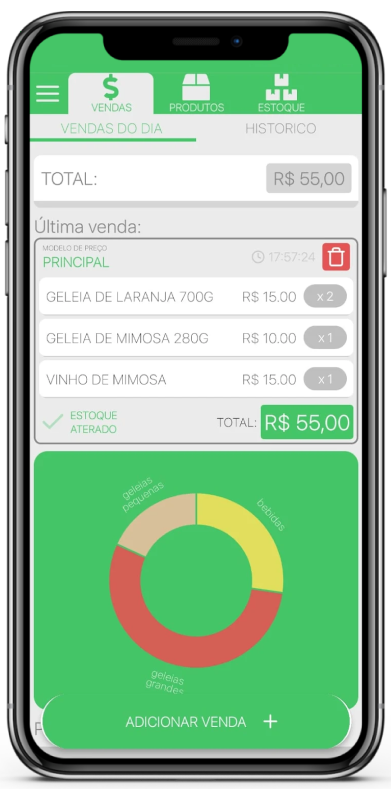 VENDAS PRODUTOS ESTOQUE
VENDAS DO DIA HISTORICO
TOTAL: R$ 55,00
Última venda:
MODELO DE PREÇO
PRINCIPAL 17:57:24
GELEIA DE LARANJA 700G R$ 15.00 x 2
GELEIA DE MIMOSA 280G R$ 10.00 x 1
VINHO DE MIMOSA R$ 15.00 x 1
ESTOQUE
ATERADO
TOTAL: R$ 55,00
geleias
pequenas
bebidas
geleias
grandes
ADICIONAR VENDA +